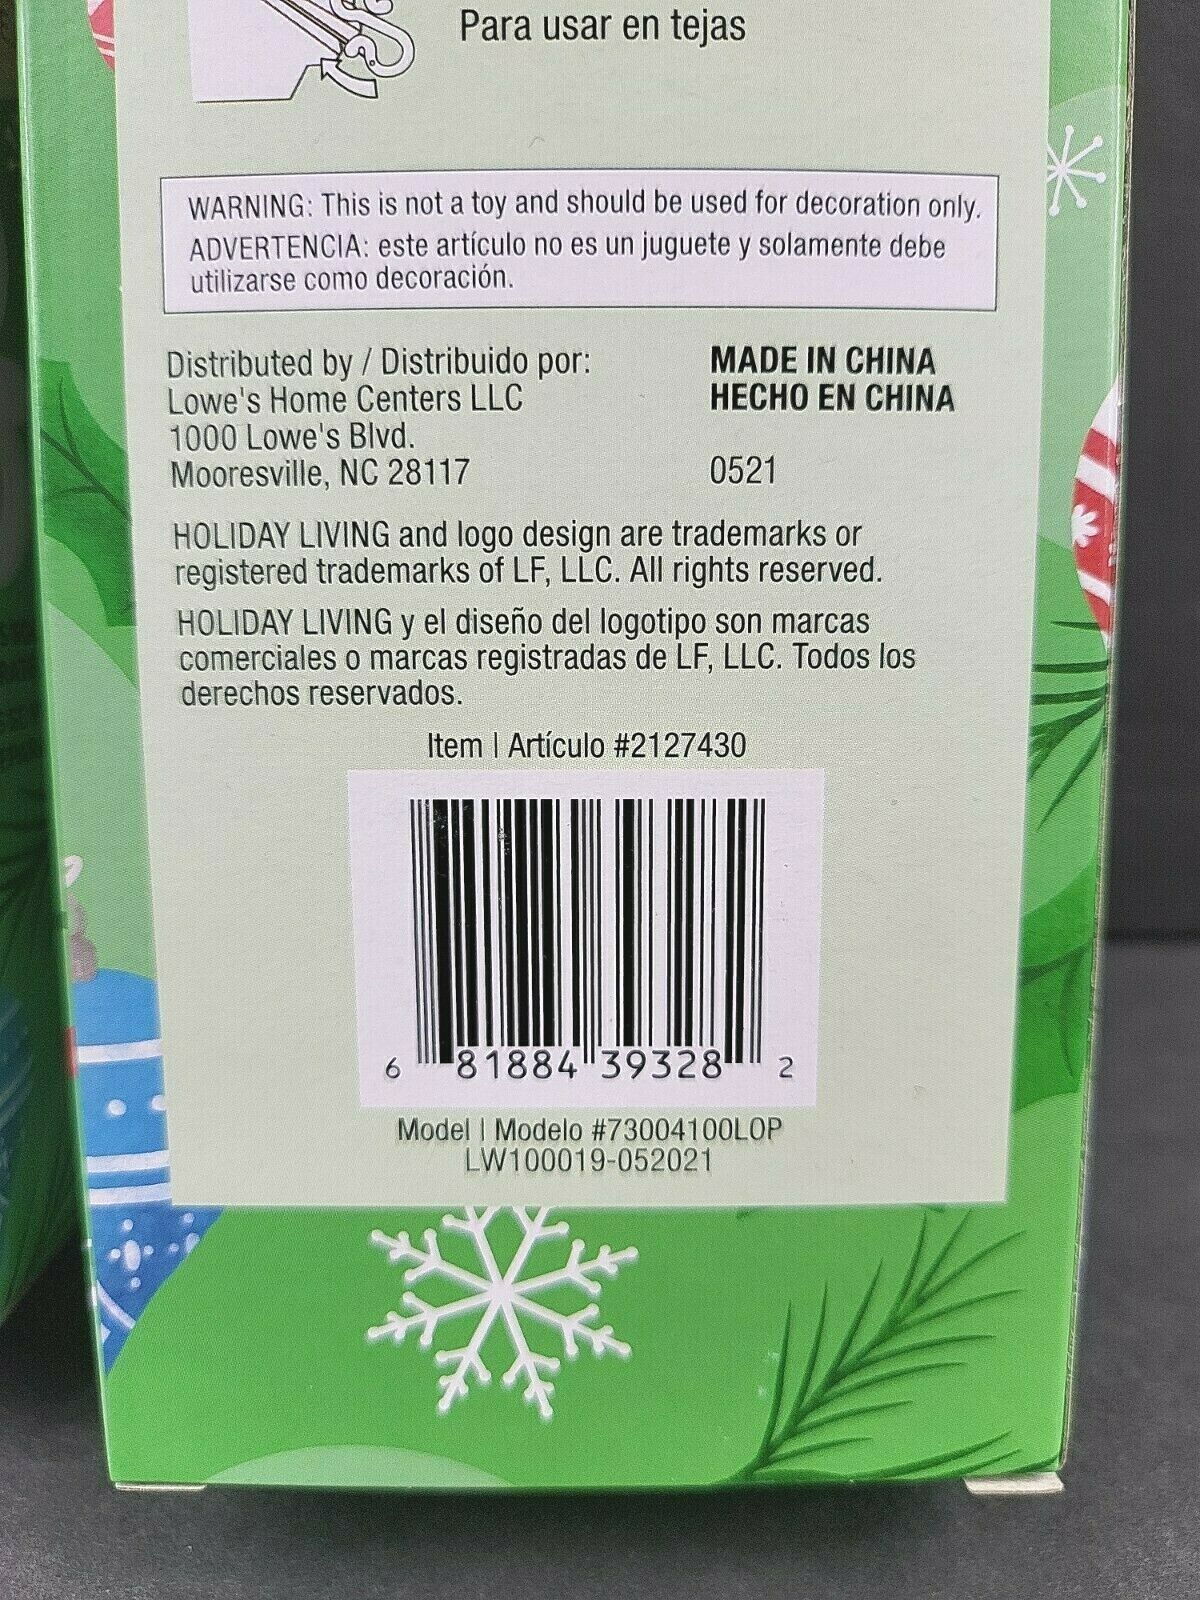 Para usar en tejas
WARNING: This is not a toy and should be used for decoration only.
ADVERTENCIA: este artículo no es un juguete y solamente debe
utilizarse como decoración.
Distributed by / Distribuido por:
Lowe's Home Centers LLC
1000 Lowe's Blvd.
Mooresville, NC 28117
MADE IN CHINA
HECHO EN CHINA
0521
HOLIDAY LIVING and logo design are trademarks or
registered trademarks of LF, LLC. All rights reserved.
HOLIDAY LIVING y el diseño del logotipo son marcas
comerciales o marcas registradas de LF, LLC. Todos los
derechos reservados.
Item | Artículo #2127430
6 81884 39328 2
Model | Modelo #73004100LOP
LW100019-052021